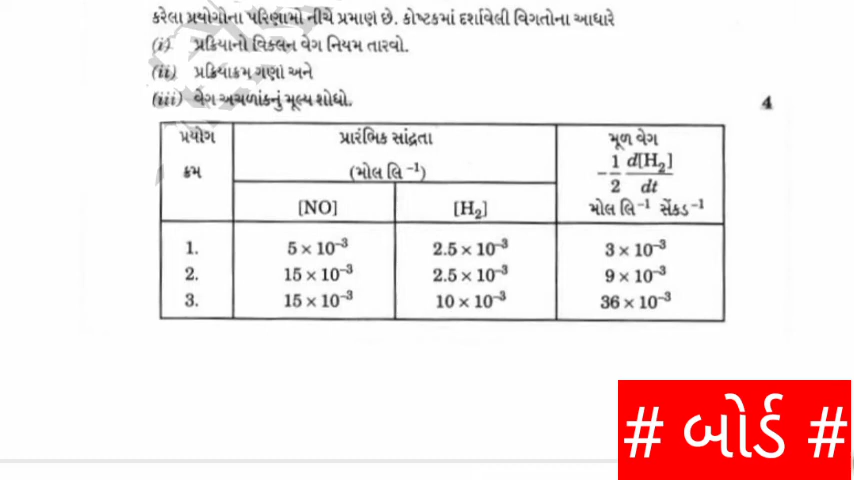 કરેલા પ્રયોગોના પરિણામો નીચે પ્રમાણે છે. કોષ્ટકમાં દર્શાવેલી વિગતોના આધારે
(i) પ્રક્રિયાનો વિકલન વેગ નિયમ તારવો.
(ii) પ્રક્રિયાક્રમ ગણો અને
(iii) વેગ અચળાંકનું મૂલ્ય શોધો. 4
પ્રયોગ ક્રમ
પ્રારંભિક સાંદ્રતા
(મોલ લિ⁻¹)
મૂળ વેગ
-1/2 d[H₂]/dt
મોલ લિ⁻¹ સેંકડ⁻¹
[NO] [H₂]
1. 5 × 10⁻³ 2.5 × 10⁻³ 3 × 10⁻³
2. 15 × 10⁻³ 2.5 × 10⁻³ 9 × 10⁻³
3. 15 × 10⁻³ 10 × 10⁻³ 36 × 10⁻³
# બોર્ડ #